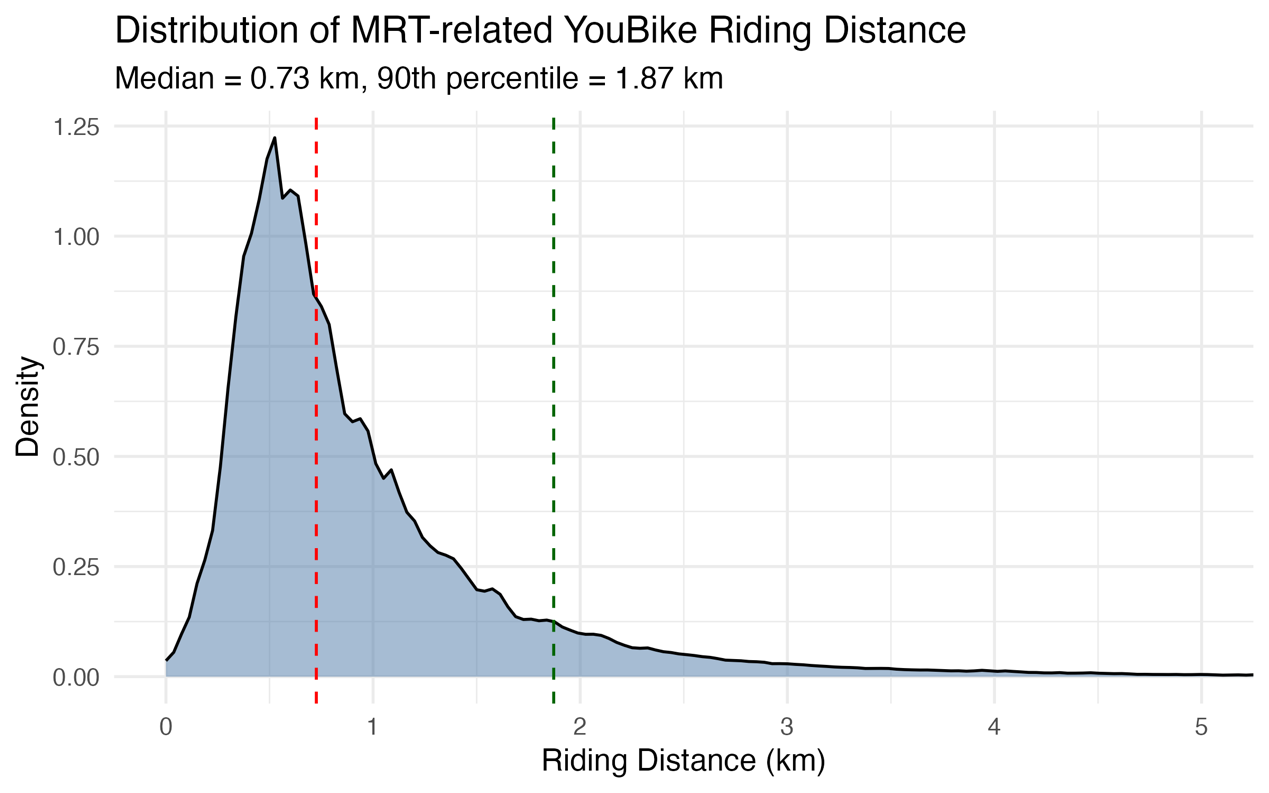 Distribution of MRT-related YouBike Riding Distance
Median = 0.73 km, 90th percentile = 1.87 km
1.25
1.00
0.75
0.50
0.25
0.00
Density
0 1 2 3 4 5
Riding Distance (km)